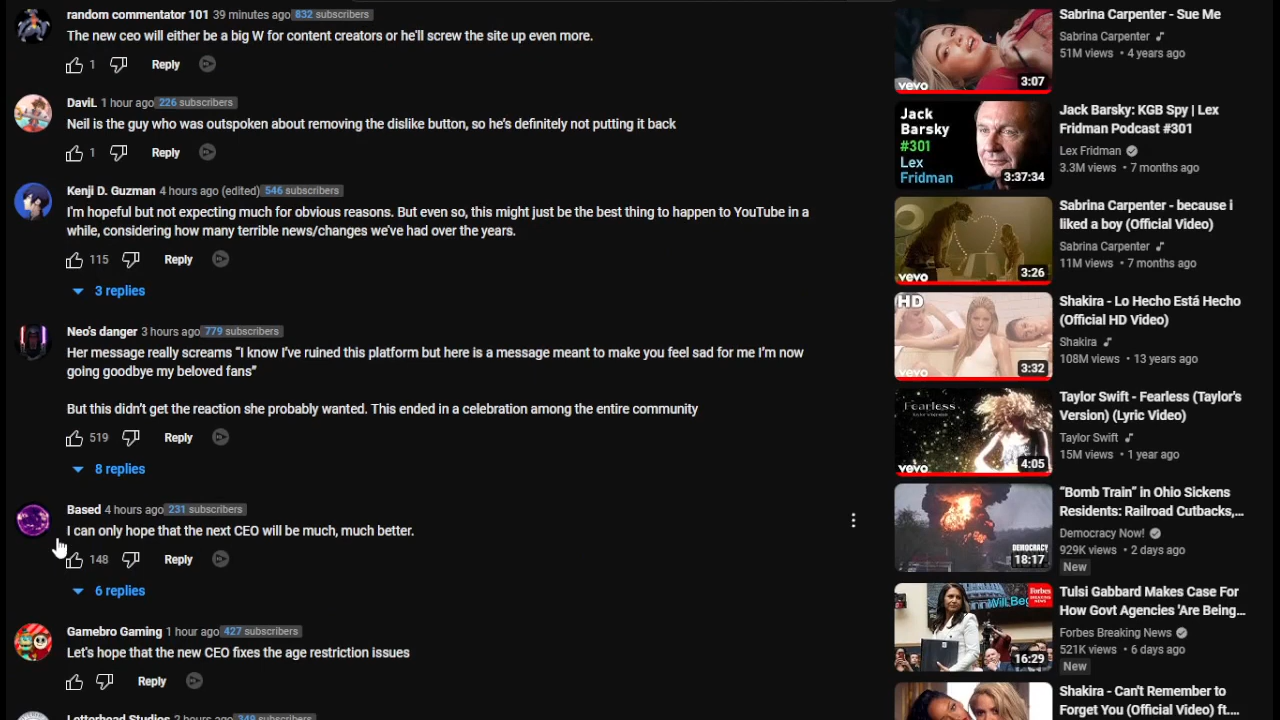 random commentator 101 39 minutes ago 832 subscribers
The new ceo will either be a big W for content creators or he'll screw the site up even more.
1 Reply
DaviL 1 hour ago 226 subscribers
Neil is the guy who was outspoken about removing the dislike button, so he's definitely not putting it back
1 Reply
Kenji D. Guzman 4 hours ago (edited) 546 subscribers
I'm hopeful but not expecting much for obvious reasons. But even so, this might just be the best thing to happen to YouTube in a
while, considering how many terrible news/changes we've had over the years.
115 Reply
3 replies
Neo's danger 3 hours ago 779 subscribers
Her message really screams “I know I’ve ruined this platform but here is a message meant to make you feel sad for me I’m now
going goodbye my beloved fans”
But this didn’t get the reaction she probably wanted. This ended in a celebration among the entire community
519 Reply
8 replies
Based 4 hours ago 231 subscribers
I can only hope that the next CEO will be much, much better.
148 Reply
6 replies
Gamebro Gaming 1 hour ago 427 subscribers
Let's hope that the new CEO fixes the age restriction issues
Reply
Letterhead Studios 2 hours ago 349 subscribers
vevo
3:07
Sabrina Carpenter - Sue Me
Sabrina Carpenter
51M views • 4 years ago
Jack
Barsky
#301
Lex
Fridman
3:37:34
Jack Barsky: KGB Spy | Lex
Fridman Podcast #301
Lex Fridman
3.3M views • 7 months ago
vevo
3:26
Sabrina Carpenter - because i
liked a boy (Official Video)
Sabrina Carpenter
11M views • 7 months ago
HD
vevo
3:32
Shakira - Lo Hecho Está Hecho
(Official HD Video)
Shakira
108M views • 13 years ago
Fearless
vevo
4:05
Taylor Swift - Fearless (Taylor's
Version) (Lyric Video)
Taylor Swift
15M views • 1 year ago
DEMOCRACY
18:17
“Bomb Train” in Ohio Sickens
Residents: Railroad Cutbacks,...
Democracy Now!
929K views • 2 days ago
New
Forbes
BREAKING
NEWS
16:29
Tulsi Gabbard Makes Case For
How Govt Agencies 'Are Being...
Forbes Breaking News
521K views • 6 days ago
New
Shakira - Can't Remember to
Forget You (Official Video) ft....